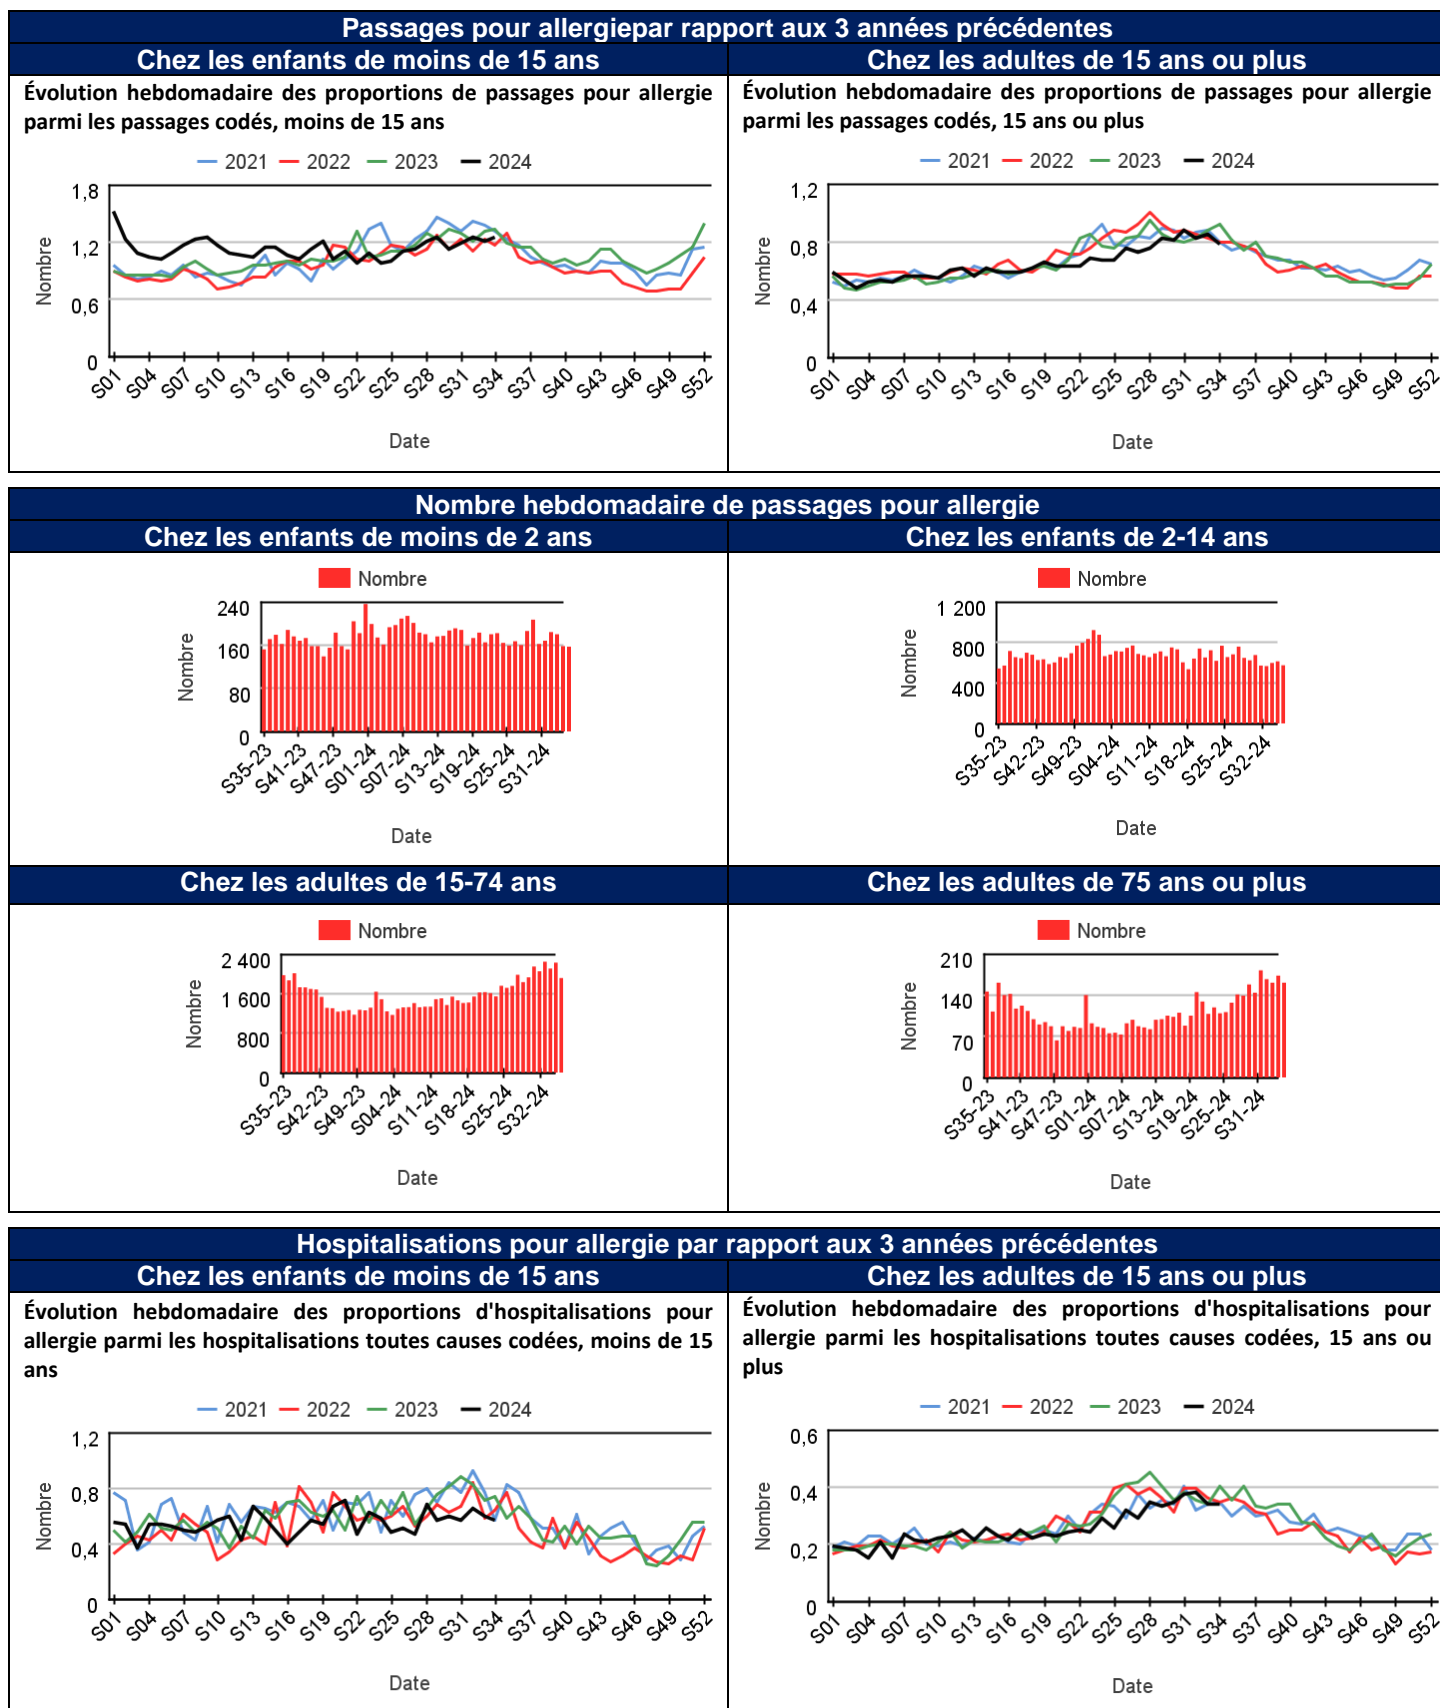 Passages pour allergiepar rapport aux 3 années précédentes
Chez les enfants de moins de 15 ans
Chez les adultes de 15 ans ou plus
Évolution hebdomadaire des proportions de passages pour allergie
parmi les passages codés, moins de 15 ans
2021 2022 2023 2024
1,8
1,2
0,6
0
Nombre
S01 S04 S07 S10 S13 S16 S19 S22 S25 S28 S31 S34 S37 S40 S43 S46 S49 S52
Date
Évolution hebdomadaire des proportions de passages pour allergie
parmi les passages codés, 15 ans ou plus
2021 2022 2023 2024
1,2
0,8
0,4
0
Nombre
S01 S04 S07 S10 S13 S16 S19 S22 S25 S28 S31 S34 S37 S40 S43 S46 S49 S52
Date
Nombre hebdomadaire de passages pour allergie
Chez les enfants de moins de 2 ans
Chez les enfants de 2-14 ans
Nombre
240
160
80
0
Nombre
S35-23 S41-23 S47-23 S01-24 S07-24 S13-24 S19-24 S25-24 S31-24
Date
Nombre
1 200
800
400
0
Nombre
S35-23 S42-23 S49-23 S04-24 S11-24 S18-24 S25-24 S32-24
Date
Chez les adultes de 15-74 ans
Chez les adultes de 75 ans ou plus
Nombre
2 400
1 600
800
0
Nombre
S35-23 S42-23 S49-23 S04-24 S11-24 S18-24 S25-24 S32-24
Date
Nombre
210
140
70
0
Nombre
S35-23 S41-23 S47-23 S01-24 S07-24 S13-24 S19-24 S25-24 S31-24
Date
Hospitalisations pour allergie par rapport aux 3 années précédentes
Chez les enfants de moins de 15 ans
Chez les adultes de 15 ans ou plus
Évolution hebdomadaire des proportions d'hospitalisations pour
allergie parmi les hospitalisations toutes causes codées, moins de 15
ans
2021 2022 2023 2024
1,2
0,8
0,4
0
Nombre
S01 S04 S07 S10 S13 S16 S19 S22 S25 S28 S31 S34 S37 S40 S43 S46 S49 S52
Date
Évolution hebdomadaire des proportions d'hospitalisations pour
allergie parmi les hospitalisations toutes causes codées, 15 ans ou
plus
2021 2022 2023 2024
0,6
0,4
0,2
0
Nombre
S01 S04 S07 S10 S13 S16 S19 S22 S25 S28 S31 S34 S37 S40 S43 S46 S49 S52
Date